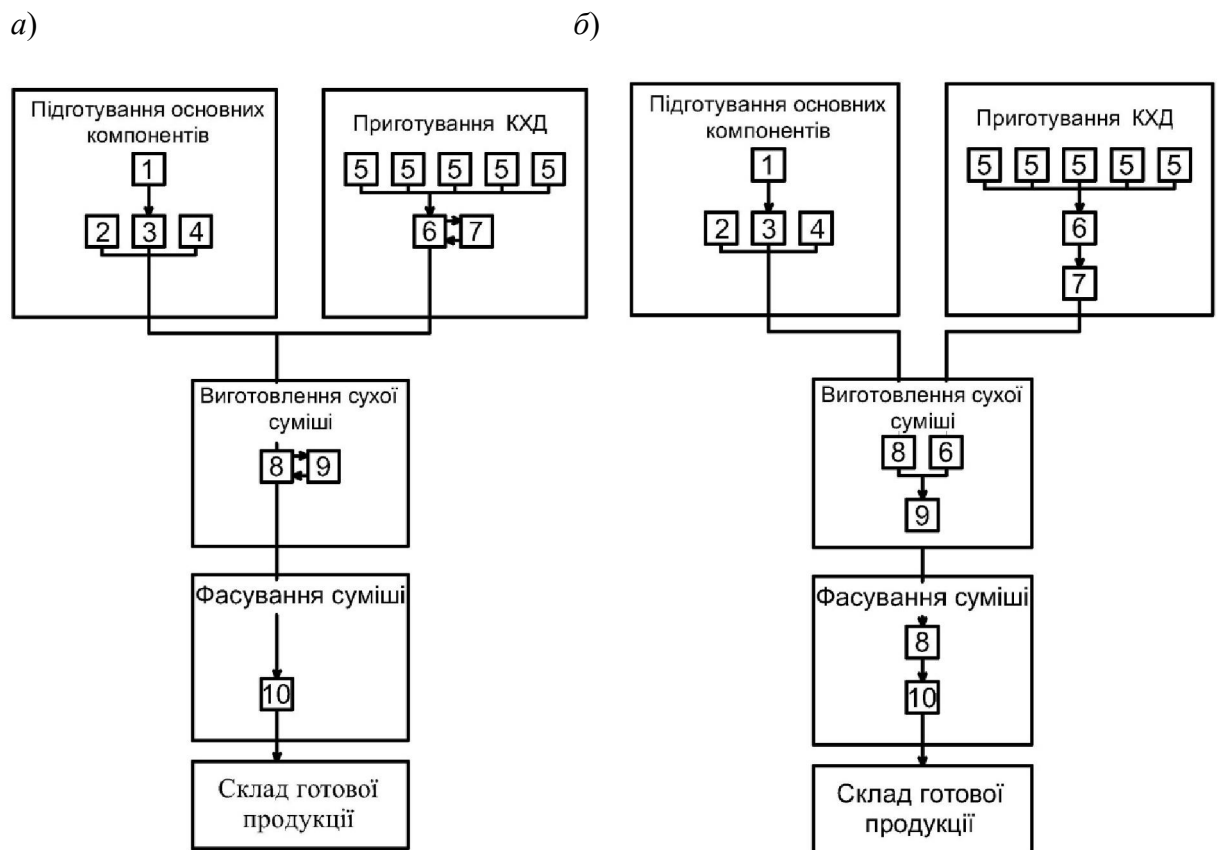 а)
Підготування основних
компонентів
1
2 3 4
Приготування КХД
5 5 5 5 5
6 7
Виготовлення сухої
суміші
8 9
Фасування суміші
10
Склад готової
продукції
б)
Підготування основних
компонентів
1
2 3 4
Приготування КХД
5 5 5 5 5
6
7
Виготовлення сухої
суміші
8 6
9
Фасування суміші
8
10
Склад готової
продукції